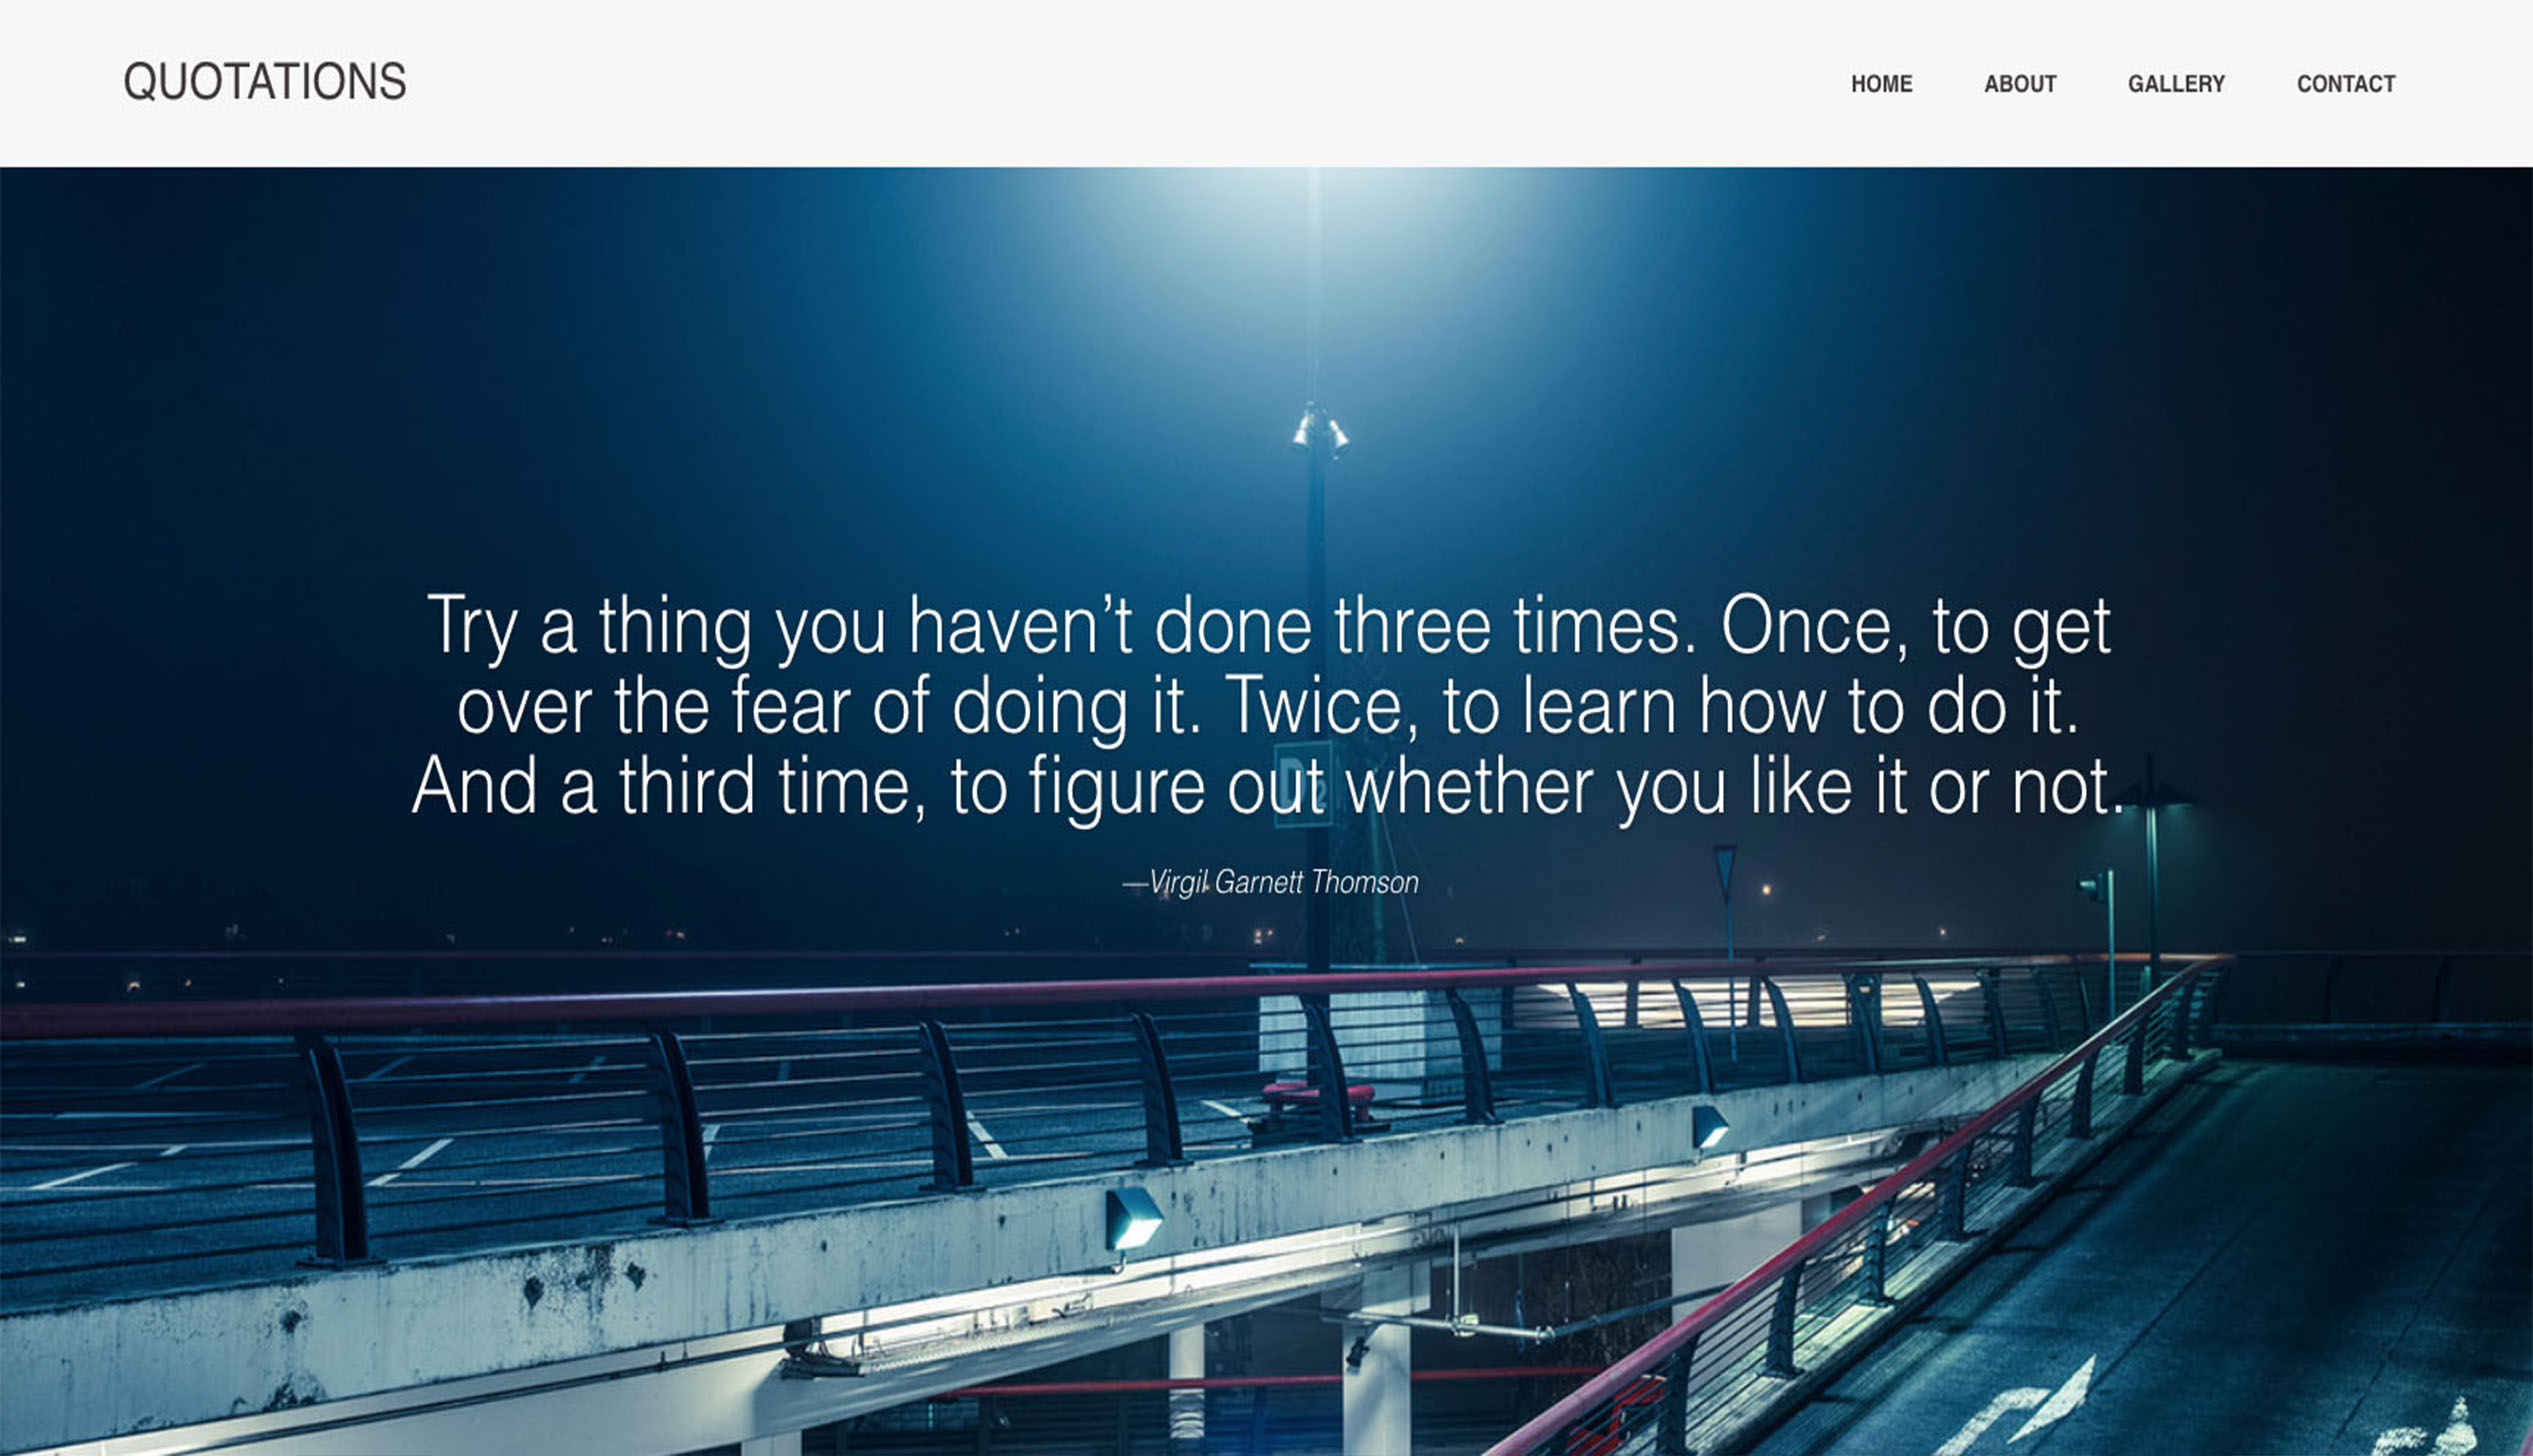 QUOTATIONS
HOME ABOUT GALLERY CONTACT
Try a thing you haven’t done three times. Once, to get
over the fear of doing it. Twice, to learn how to do it.
And a third time, to figure out whether you like it or not.
—Virgil Garnett Thomson
D2